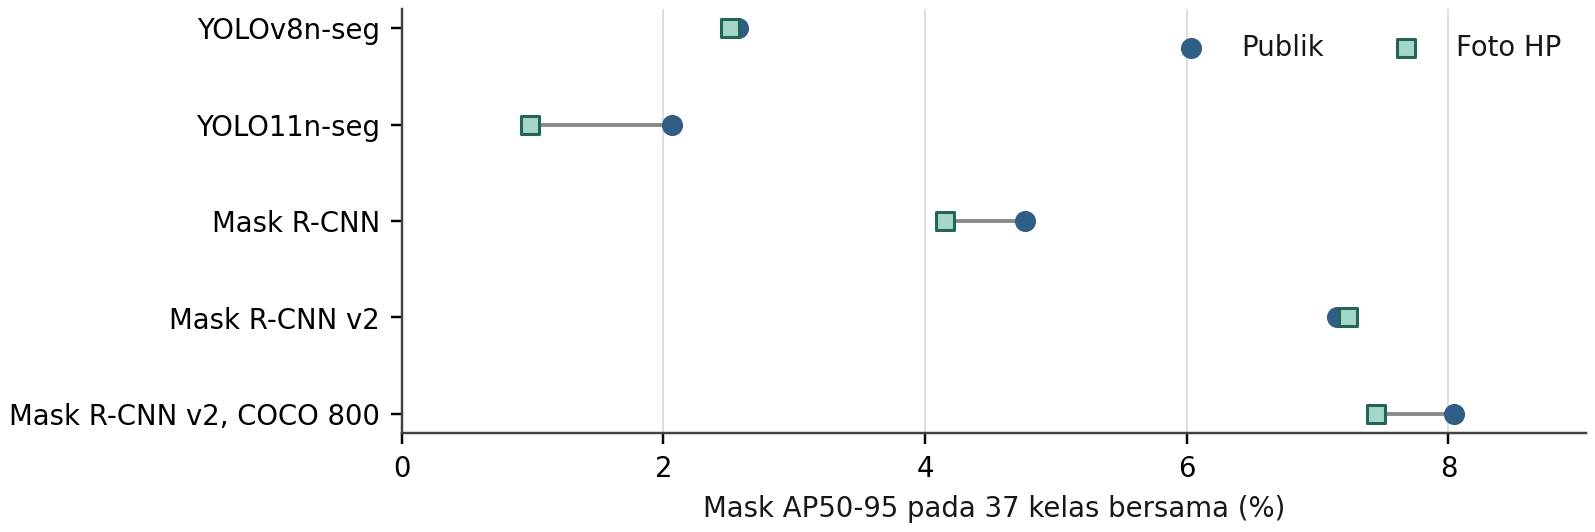 YOLOv8n-seg
Publik
Foto HP
YOLO11n-seg
Mask R-CNN
Mask R-CNN v2
Mask R-CNN v2, COCO 800
0 2 4 6 8
Mask AP50-95 pada 37 kelas bersama (%)